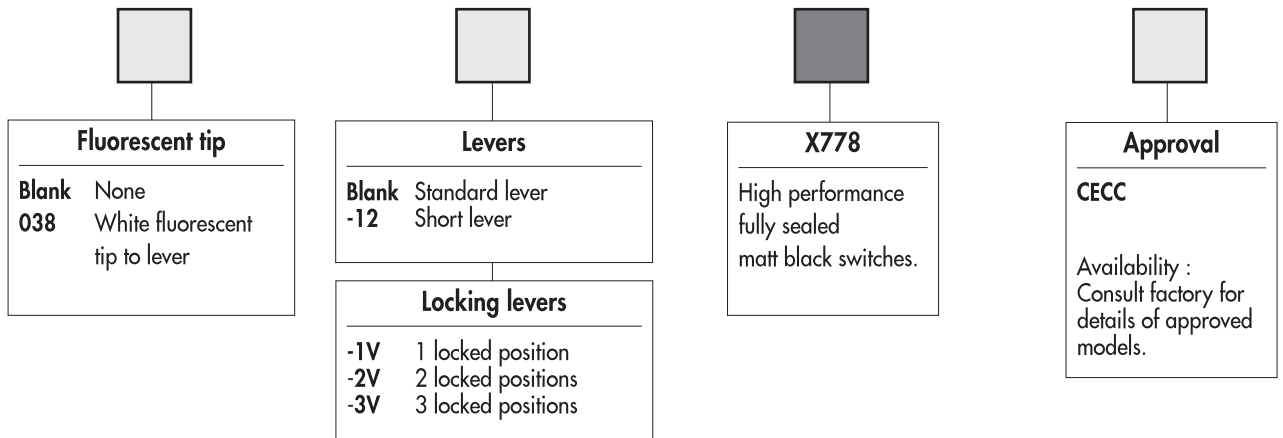 Fluorescent tip
Blank None
038 White fluorescent
tip to lever
Levers
Blank Standard lever
-12 Short lever
Locking levers
-1V 1 locked position
-2V 2 locked positions
-3V 3 locked positions
X778
High performance
fully sealed
matt black switches.
Approval
CECC
Availability :
Consult factory for
details of approved
models.